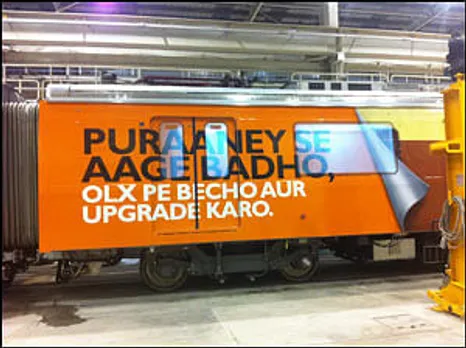 PURAANEY SE
AAGE BADHO,
OLX PE BECHO AUR
UPGRADE KARO.